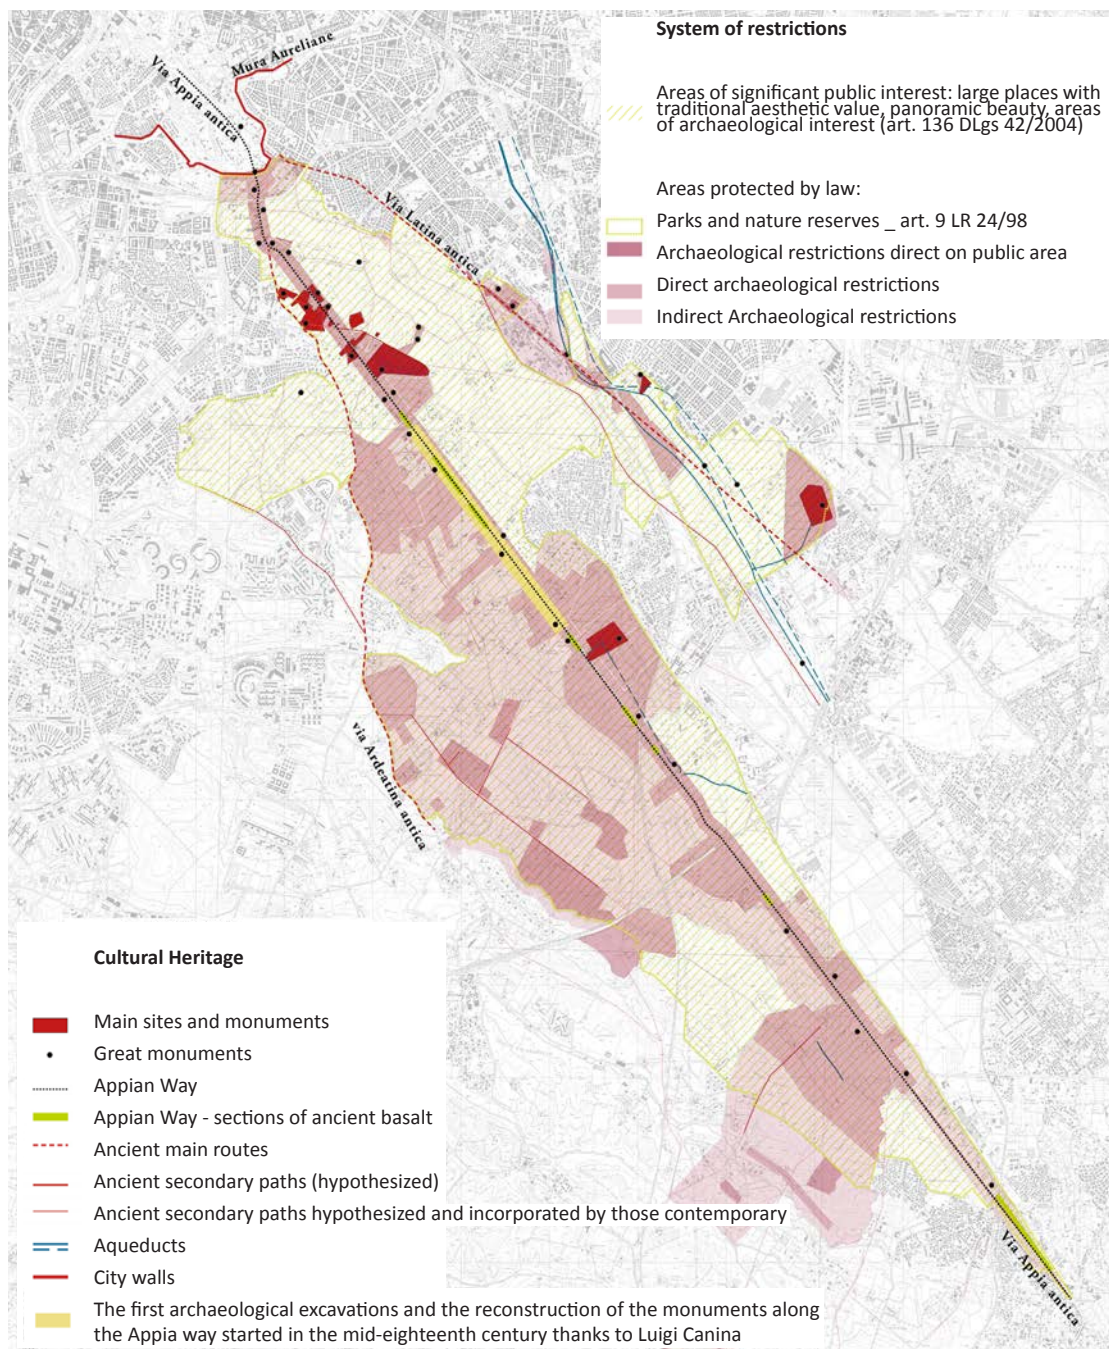 System of restrictions
Areas of significant public interest: large places with
traditional aesthetic value, panoramic beauty, areas
of archaeological interest (art. 136 DLgs 42/2004)
Areas protected by law:
Parks and nature reserves _ art. 9 LR 24/98
Archaeological restrictions direct on public area
Direct archaeological restrictions
Indirect Archaeological restrictions
Mura Aureliane
Via Appia antica
Via Latina antica
via Ardeatina antica
Via Appia antica
Cultural Heritage
Main sites and monuments
Great monuments
Appian Way
Appian Way - sections of ancient basalt
Ancient main routes
Ancient secondary paths (hypothesized)
Ancient secondary paths hypothesized and incorporated by those contemporary
Aqueducts
City walls
The first archaeological excavations and the reconstruction of the monuments along
the Appia way started in the mid-eighteenth century thanks to Luigi Canina